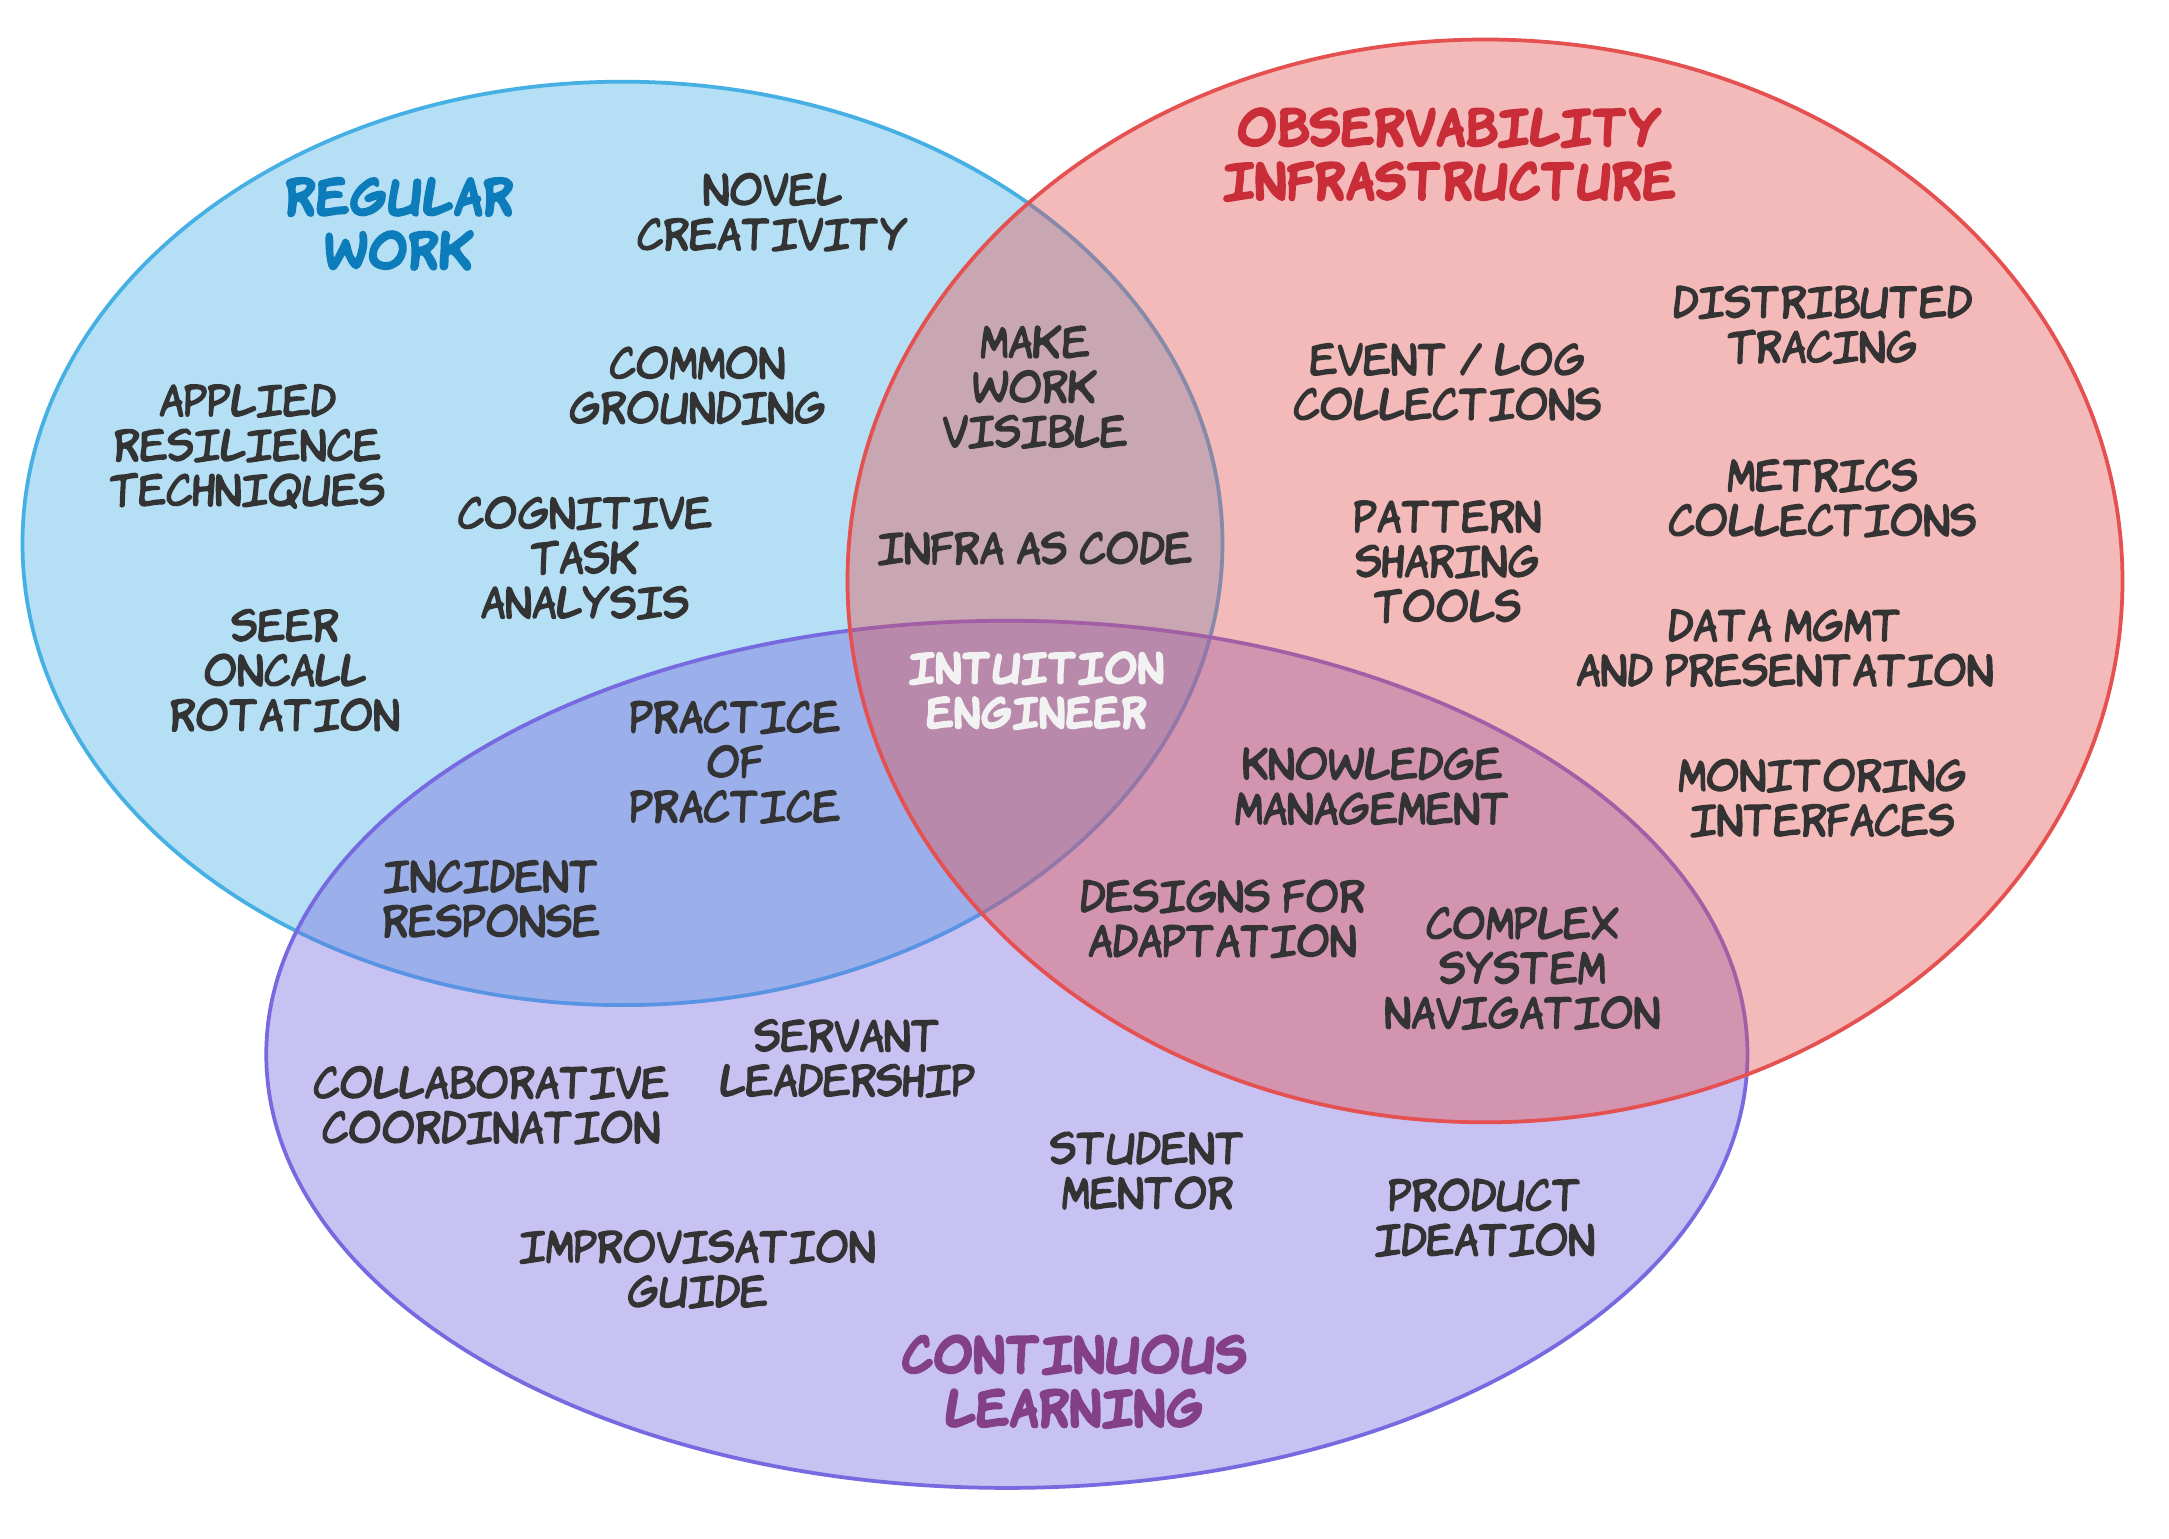 REGULAR
WORK
NOVEL
CREATIVITY
COMMON
GROUNDING
APPLIED
RESILIENCE
TECHNIQUES
COGNITIVE
TASK
ANALYSIS
SEER
ONCALL
ROTATION
OBSERVABILITY
INFRASTRUCTURE
DISTRIBUTED
TRACING
EVENT / LOG
COLLECTIONS
METRICS
COLLECTIONS
PATTERN
SHARING
TOOLS
DATA MGMT
AND PRESENTATION
MONITORING
INTERFACES
MAKE
WORK
VISIBLE
INFRA AS CODE
INTUITION
ENGINEER
PRACTICE
OF
PRACTICE
INCIDENT
RESPONSE
KNOWLEDGE
MANAGEMENT
DESIGNS FOR
ADAPTATION
COMPLEX
SYSTEM
NAVIGATION
SERVANT
LEADERSHIP
COLLABORATIVE
COORDINATION
STUDENT
MENTOR
PRODUCT
IDEATION
IMPROVISATION
GUIDE
CONTINUOUS
LEARNING